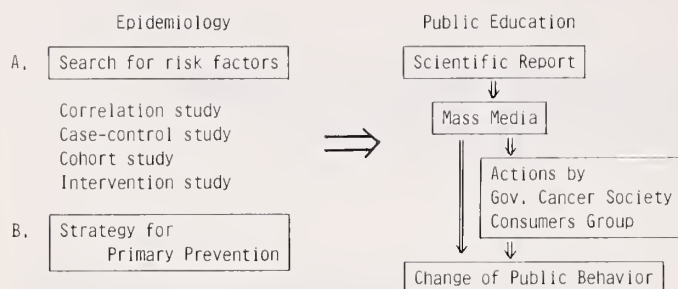 Epidemiology
A. Search for risk factors
Correlation study
Case-control study
Cohort study
Intervention study
B. Strategy for
Primary Prevention
Public Education
Scientific Report
Mass Media
Actions by
Gov. Cancer Society
Consumers Group
Change of Public Behavior